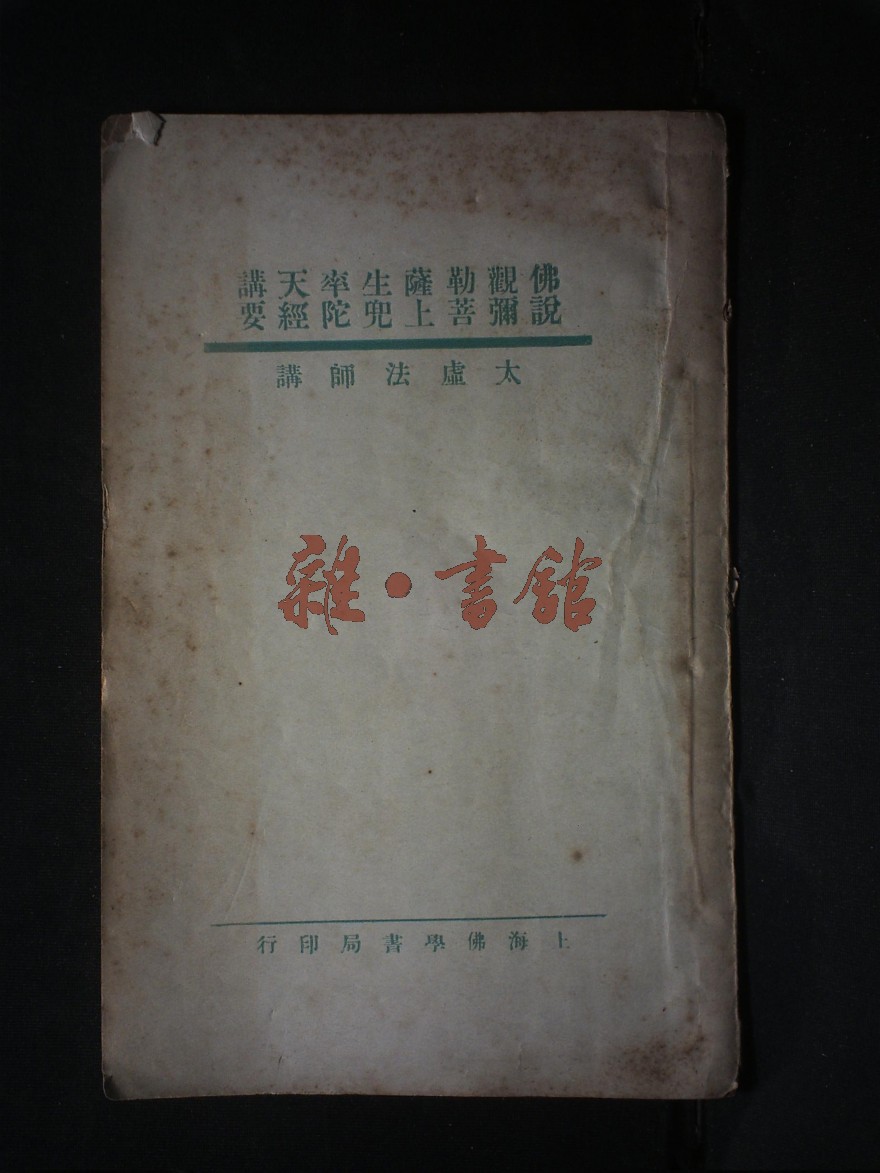 佛說觀彌勒菩薩上生兜率陀天經講要
太虛法師講
雜•書館
上海佛學書局印行